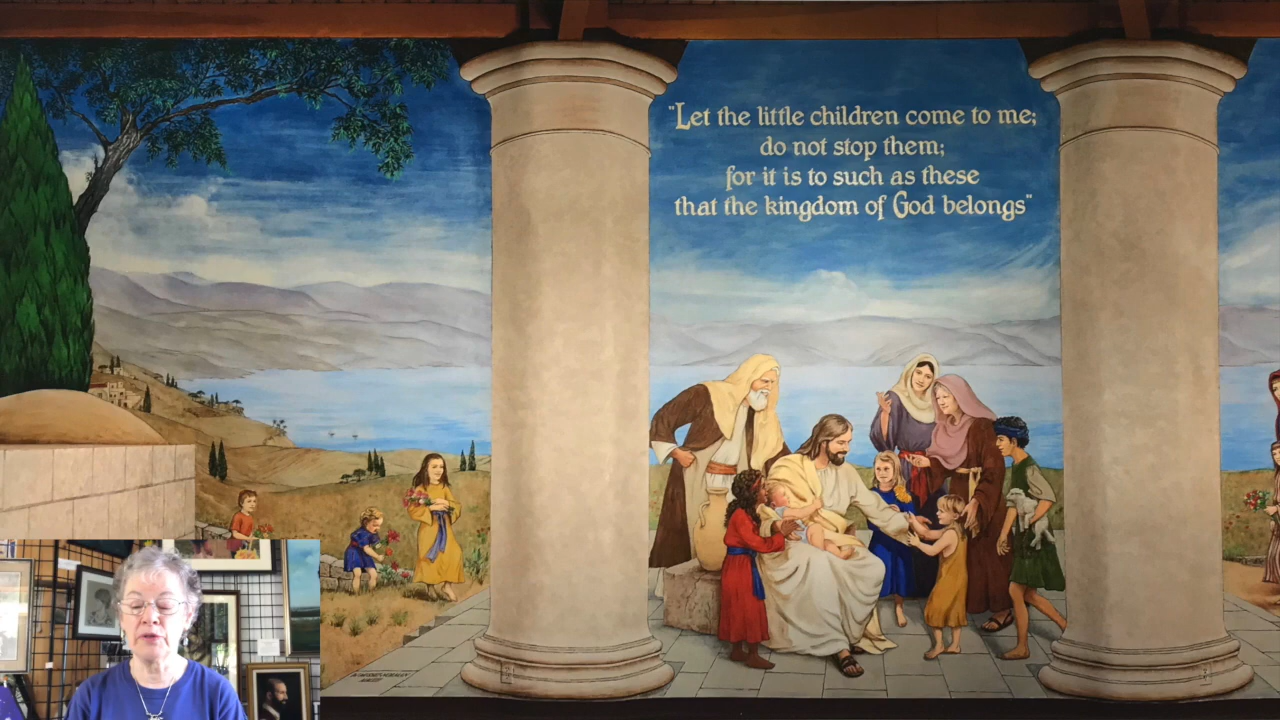 "Let the little children come to me;
do not stop them;
for it is to such as these
that the kingdom of God belongs"